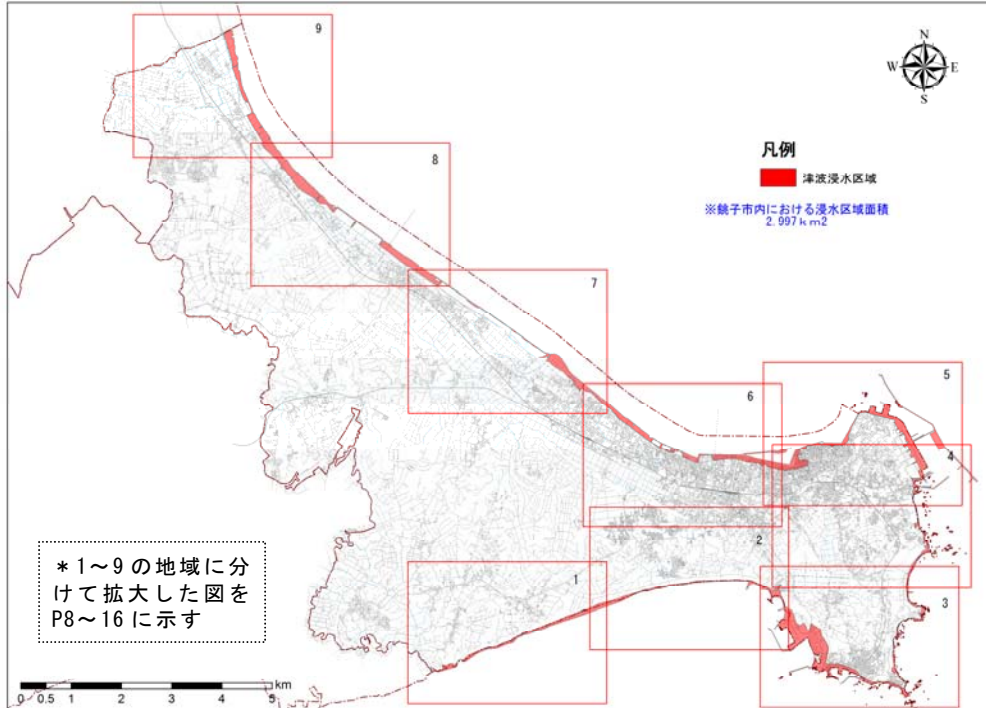 9
N
W E
S
8
凡例
津波浸水区域
※銚子市内における浸水区域面積
2.997ｋｍ2
7
5
6
4
2
＊1～9の地域に分
けて拡大した図を
P8～16に示す
1
3
km
0 0.5 1 2 3 4 5